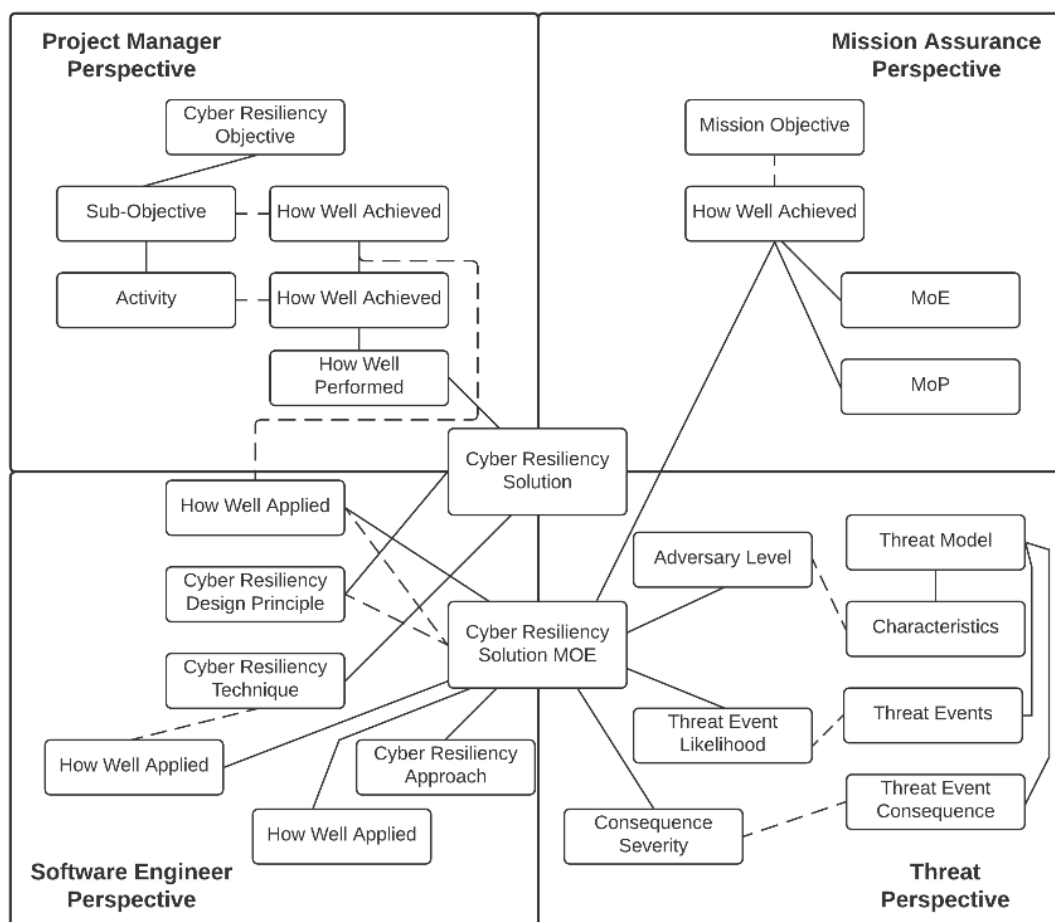 Project Manager
Perspective
Cyber Resiliency
Objective
Sub-Objective
How Well Achieved
Activity
How Well Achieved
How Well
Performed
Mission Assurance
Perspective
Mission Objective
How Well Achieved
MoE
MoP
Cyber Resiliency
Solution
How Well Applied
Cyber Resiliency
Design Principle
Cyber Resiliency
Technique
How Well Applied
Cyber Resiliency
Approach
How Well Applied
Software Engineer
Perspective
Cyber Resiliency
Solution MOE
Adversary Level
Threat Model
Characteristics
Threat Event
Likelihood
Threat Events
Consequence
Severity
Threat Event
Consequence
Threat
Perspective